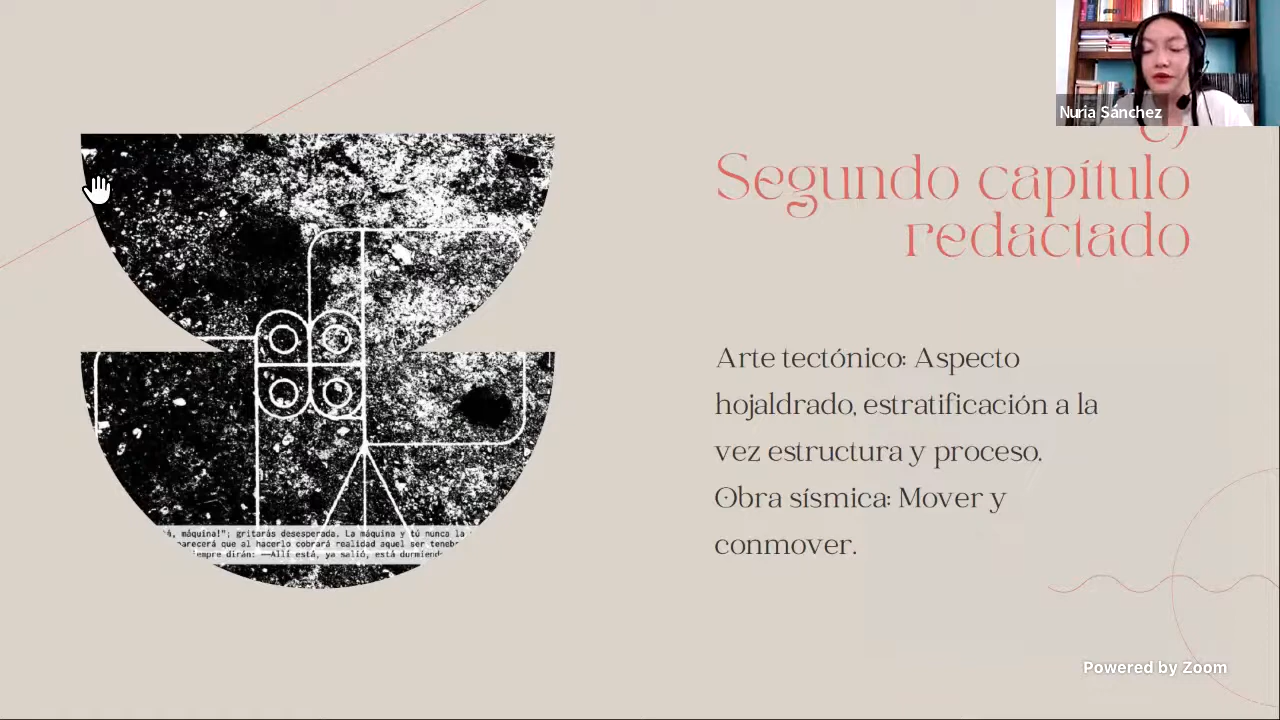 Nuria Sánchez
c)
Segundo capítulo
redactado
Arte tectónico: Aspecto
hojaldrado, estratificación a la
vez estructura y proceso.
Obra sísmica: Mover y
conmover.
á, máquina!"; gritarás desesperada. La máquina y tú nunca la
parecerá que al hacerlo cobrará realidad aquel ser teneb
iempre dirán: —Allí está, ya salió, está durmiend
Powered by Zoom